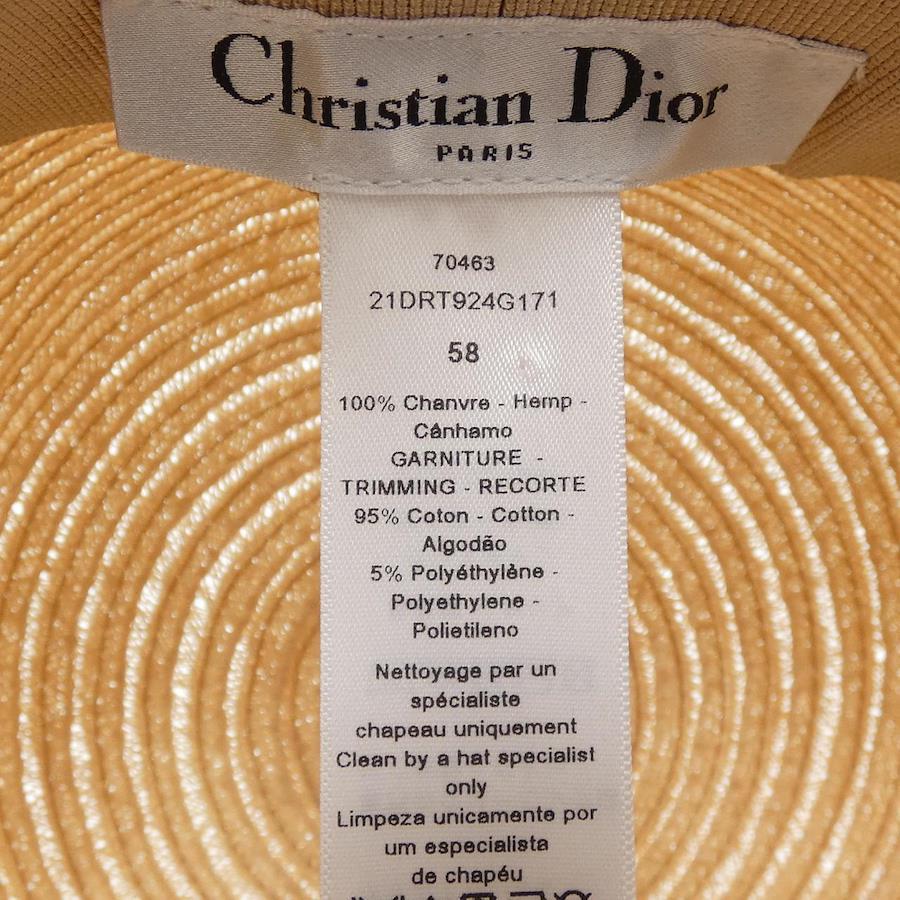 Christian Dior
PARIS
70463
21DRT924G171
58
100% Chanvre - Hemp -
Cânhamo
GARNITURE -
TRIMMING - RECORTE
95% Coton - Cotton -
Algodão
5% Polyéthylène -
Polyethylene -
Polietileno
Nettoyage par un
spécialiste
chapeau uniquement
Clean by a hat specialist
only
Limpeza unicamente por
um especialista
de chapéu